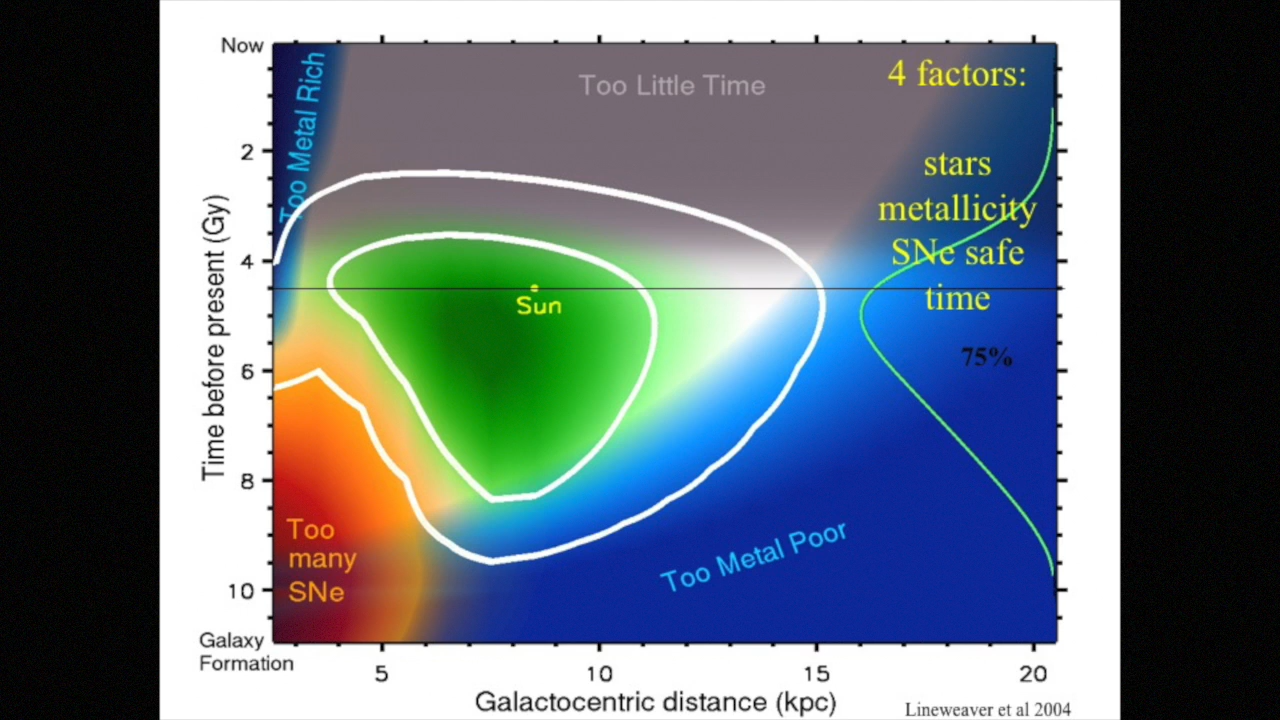 Now
2
4
6
8
10
Galaxy
Formation
Time before present (Gy)
Too Metal Rich
Too Little Time
4 factors:
stars
metallicity
SNe safe
time
75%
Sun
Too
many
SNe
Too Metal Poor
5
10
15
20
Galactocentric distance (kpc)
Lineweaver et al 2004